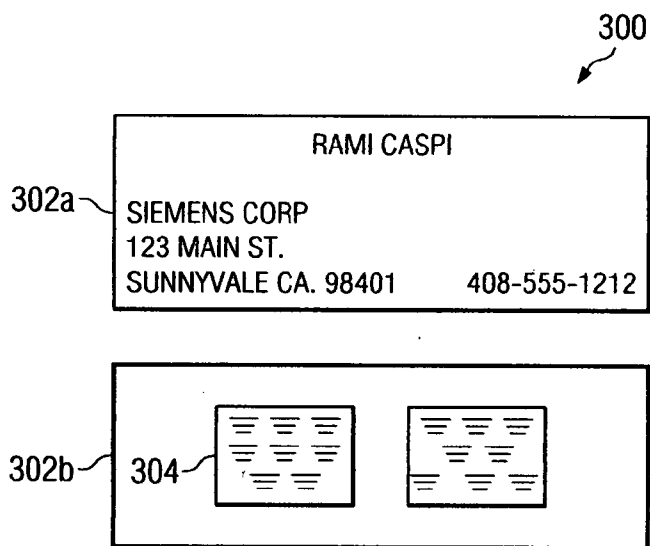 300
RAMI CASPI
302a
SIEMENS CORP
123 MAIN ST.
SUNNYVALE CA. 98401 408-555-1212
302b 304